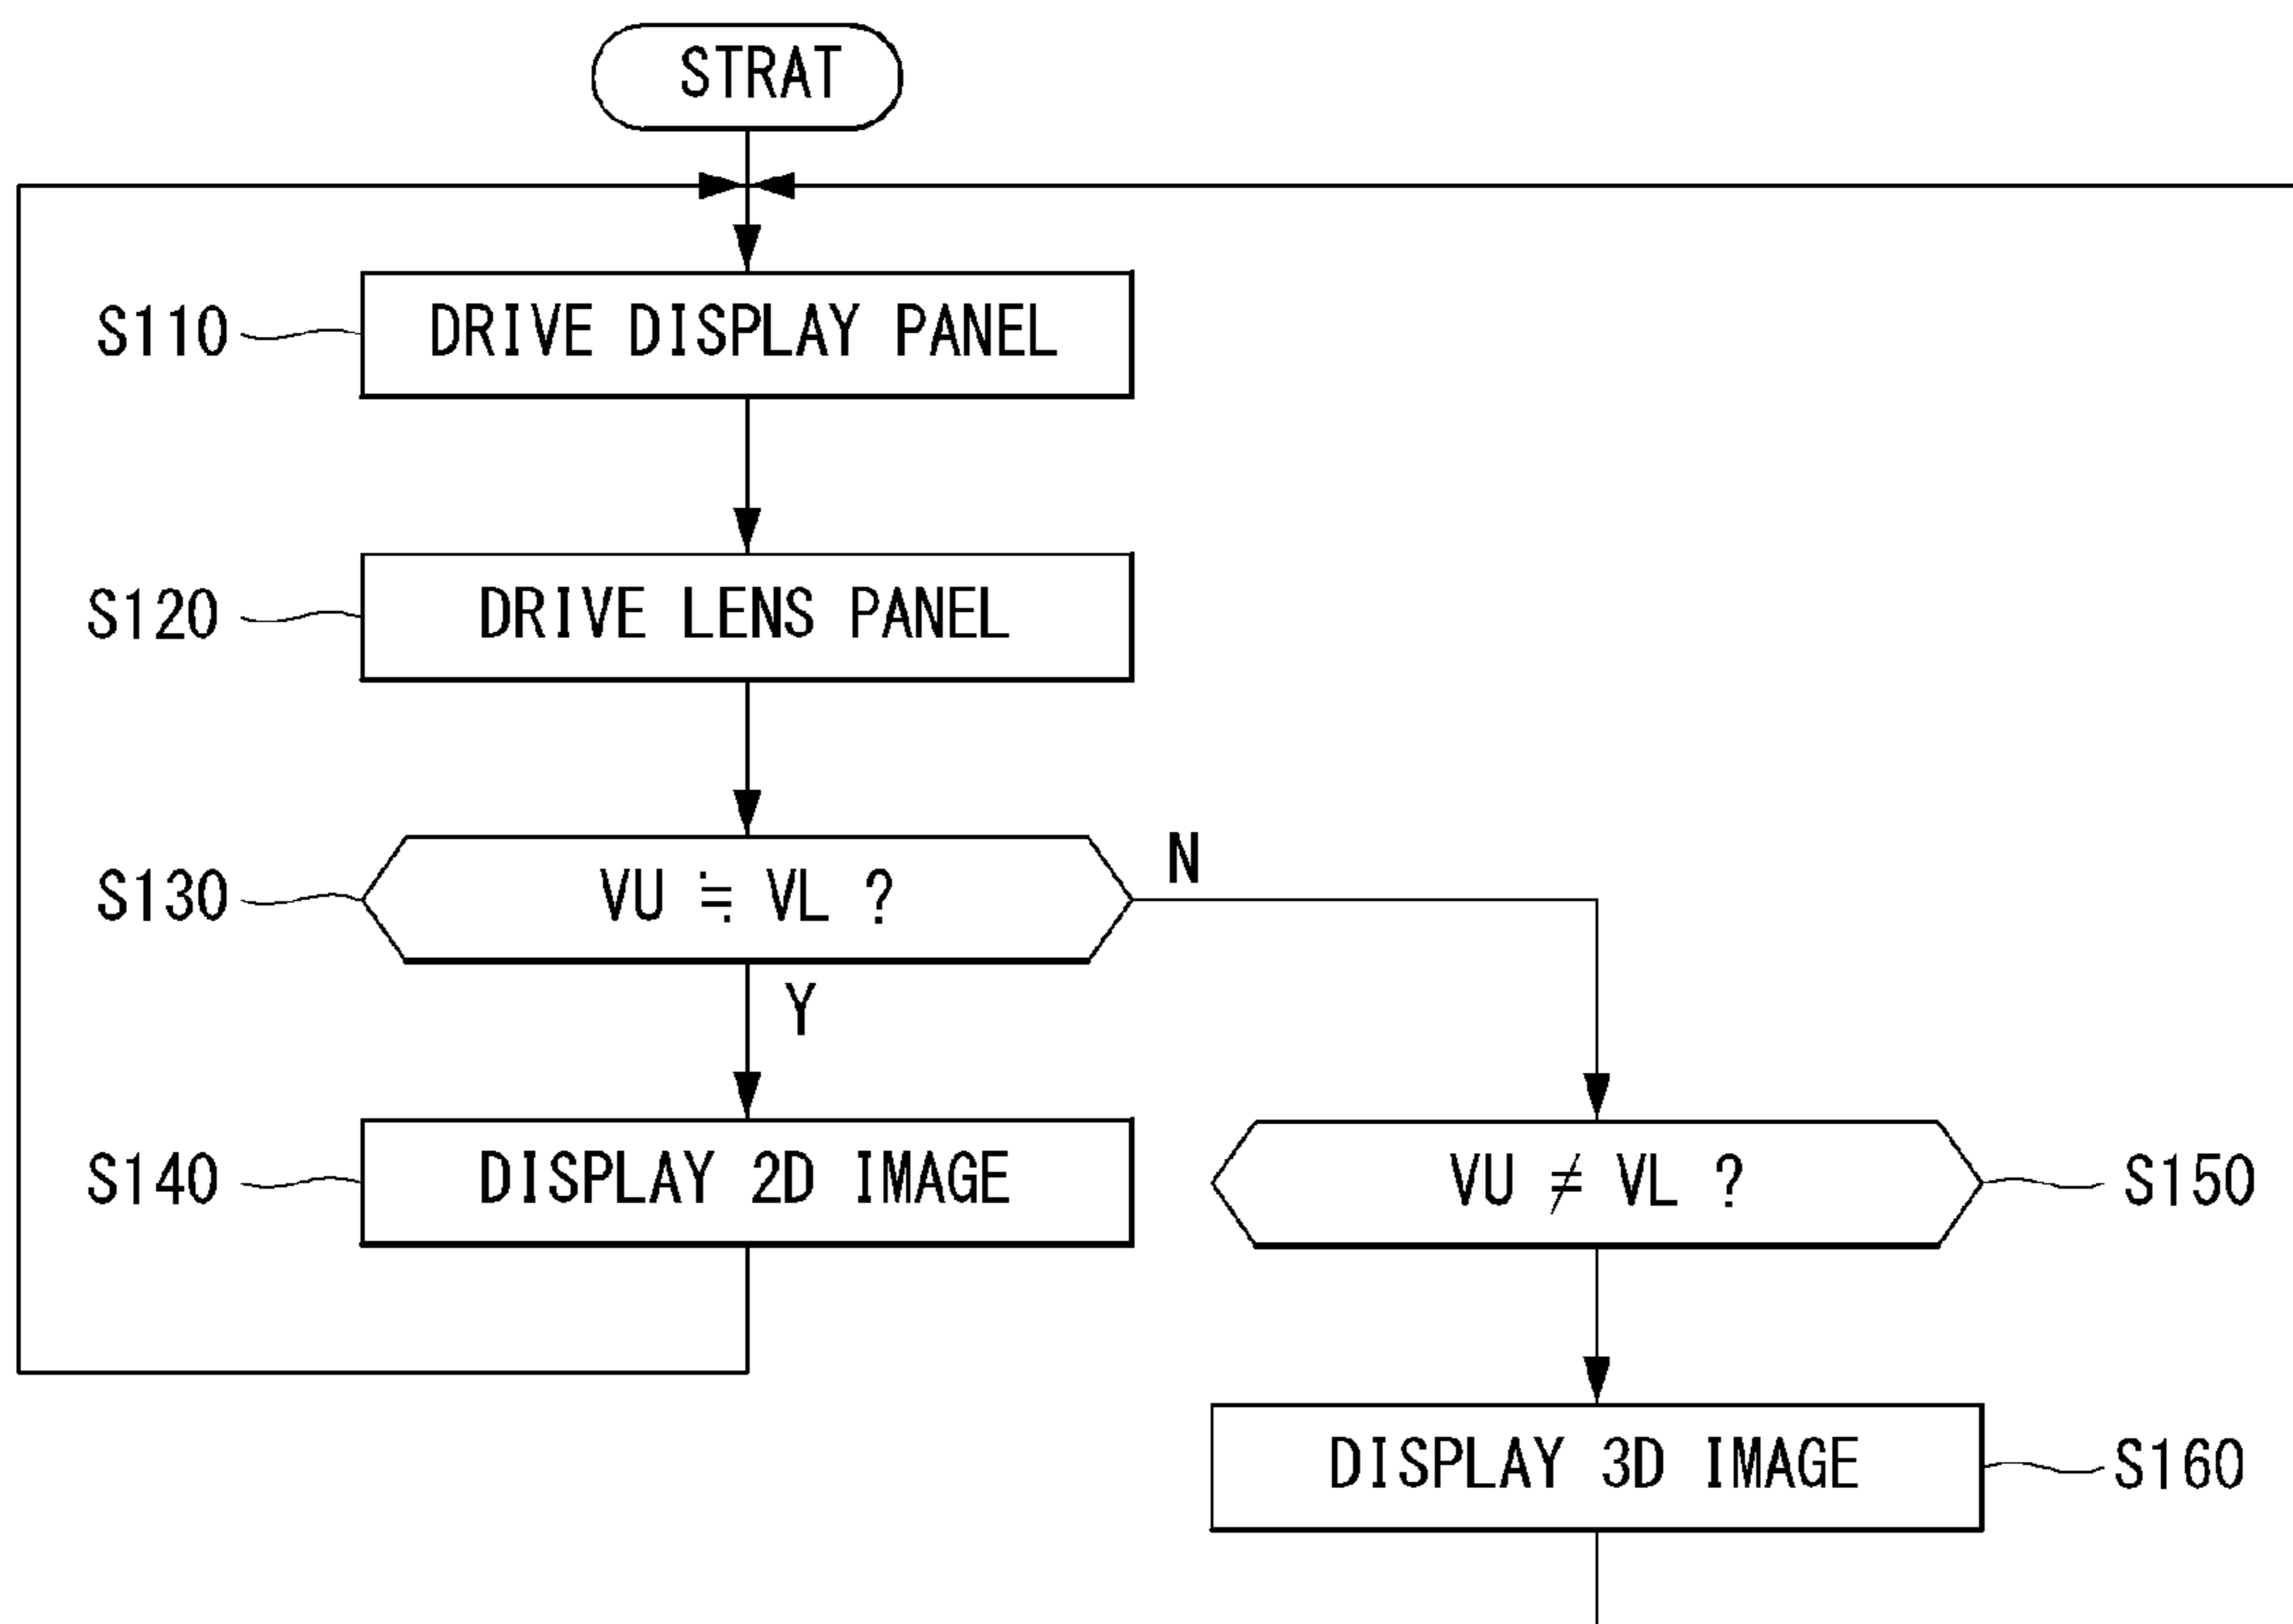 STRAT
S110 DRIVE DISPLAY PANEL
S120 DRIVE LENS PANEL
S130 VU ≒ VL ? N
Y
S140 DISPLAY 2D IMAGE
VU ≠ VL ? S150
DISPLAY 3D IMAGE S160